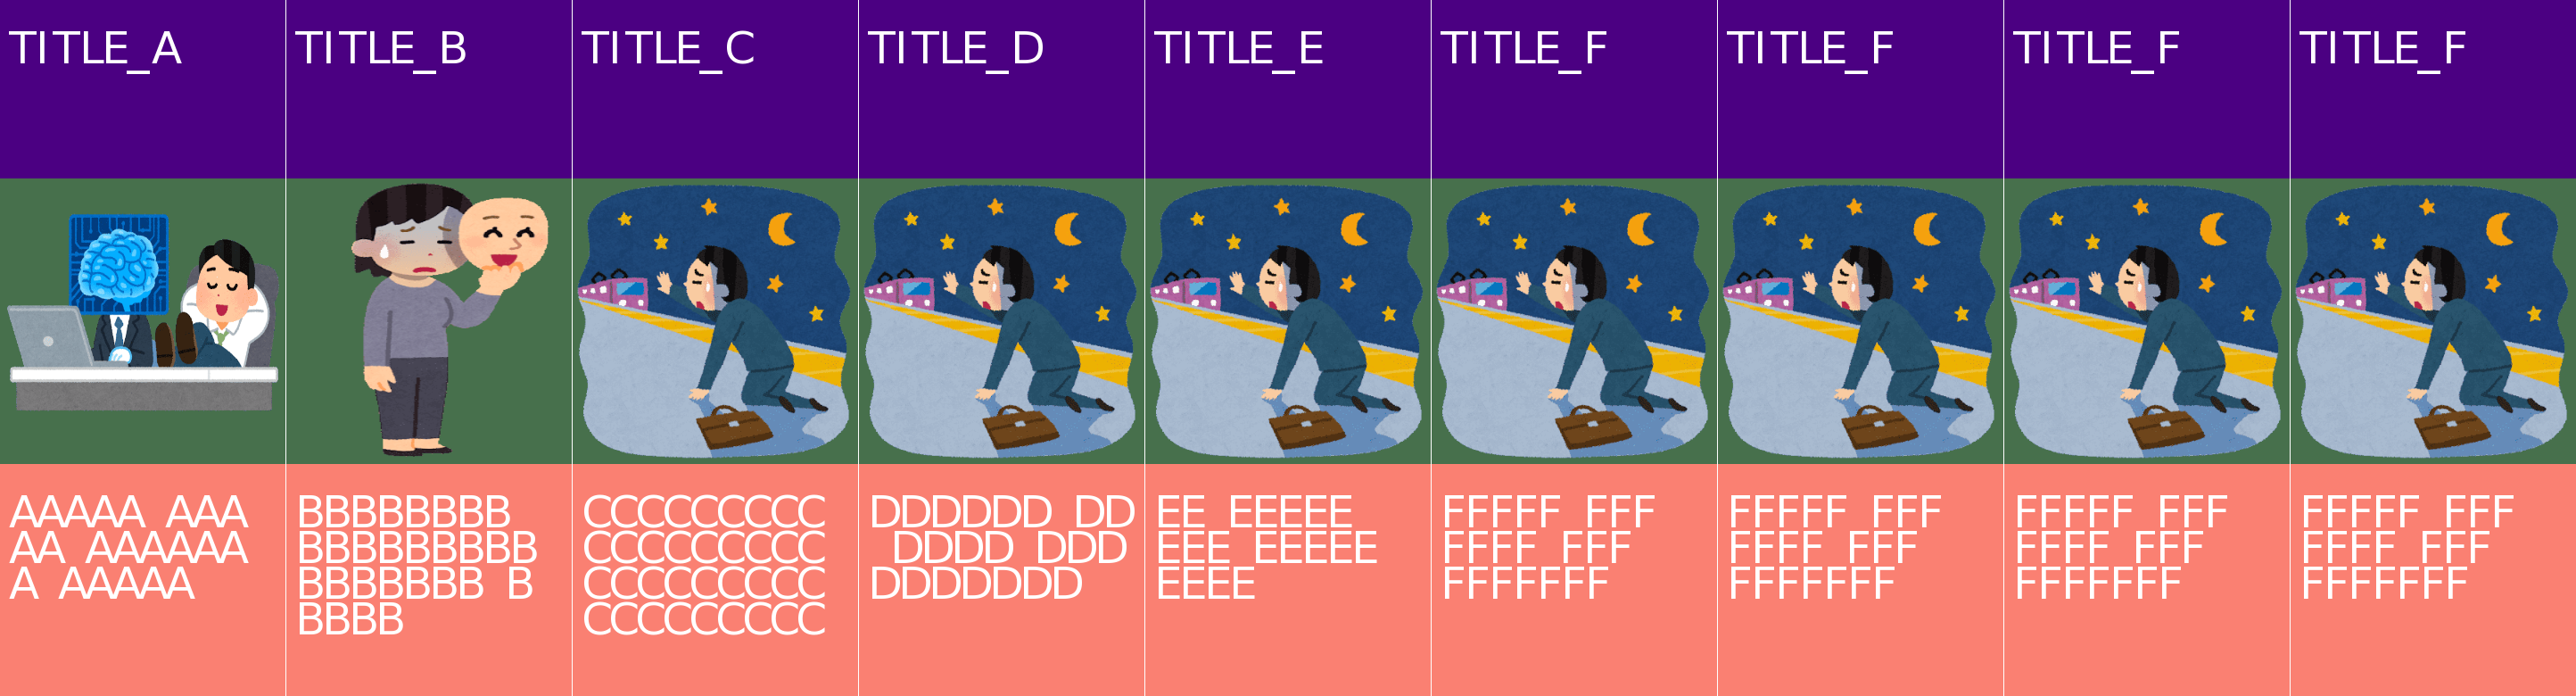 TITLE_A
TITLE_B
TITLE_C
TITLE_D
TITLE_E
TITLE_F
TITLE_F
TITLE_F
TITLE_F
AAAAA AAA
AA AAAAAA
A AAAAA
BBBBBBBB
BBBBBBBBB
BBBBBBB B
BBBB
CCCCCCCCC
CCCCCCCCC
CCCCCCCCC
CCCCCCCCC
DDDDDD DD
DDDD DDD
DDDDDDD
EE EEEEE
EEE EEEEE
EEEE
FFFFF FFF
FFFF FFF
FFFFFFF
FFFFF FFF
FFFF FFF
FFFFFFF
FFFFF FFF
FFFF FFF
FFFFFFF
FFFFF FFF
FFFF FFF
FFFFFFF